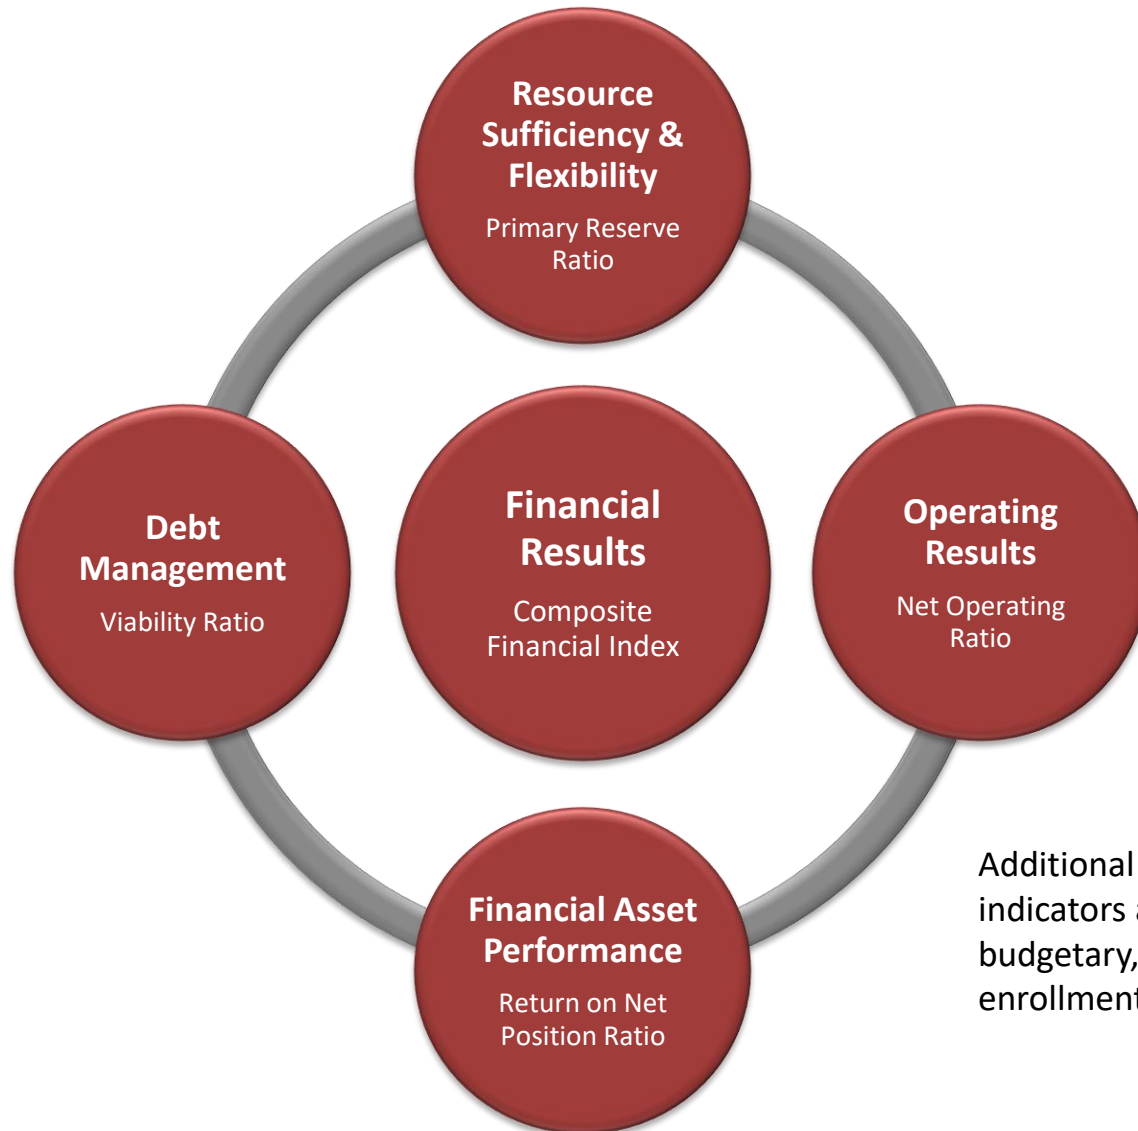 Resource
Sufficiency &
Flexibility
Primary Reserve
Ratio
Debt
Management
Viability Ratio
Financial
Results
Composite
Financial Index
Operating
Results
Net Operating
Ratio
Financial Asset
Performance
Return on Net
Position Ratio
Additional
indicators
budgetary,
enrollment